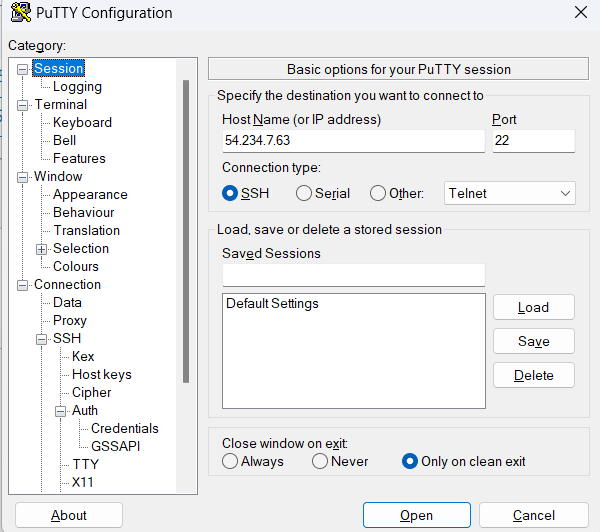 PuTTY Configuration
Category:
Session
Logging
Terminal
Keyboard
Bell
Features
Window
Appearance
Behaviour
Translation
Selection
Colours
Connection
Data
Proxy
SSH
Kex
Host keys
Cipher
Auth
Credentials
GSSAPI
TTY
X11
Basic options for your PuTTY session
Specify the destination you want to connect to
Host Name (or IP address) Port
54.234.7.63 22
Connection type:
SSH Serial Other: Telnet
Load, save or delete a stored session
Saved Sessions
Default Settings
Load
Save
Delete
Close window on exit:
Always Never Only on clean exit
About Open Cancel